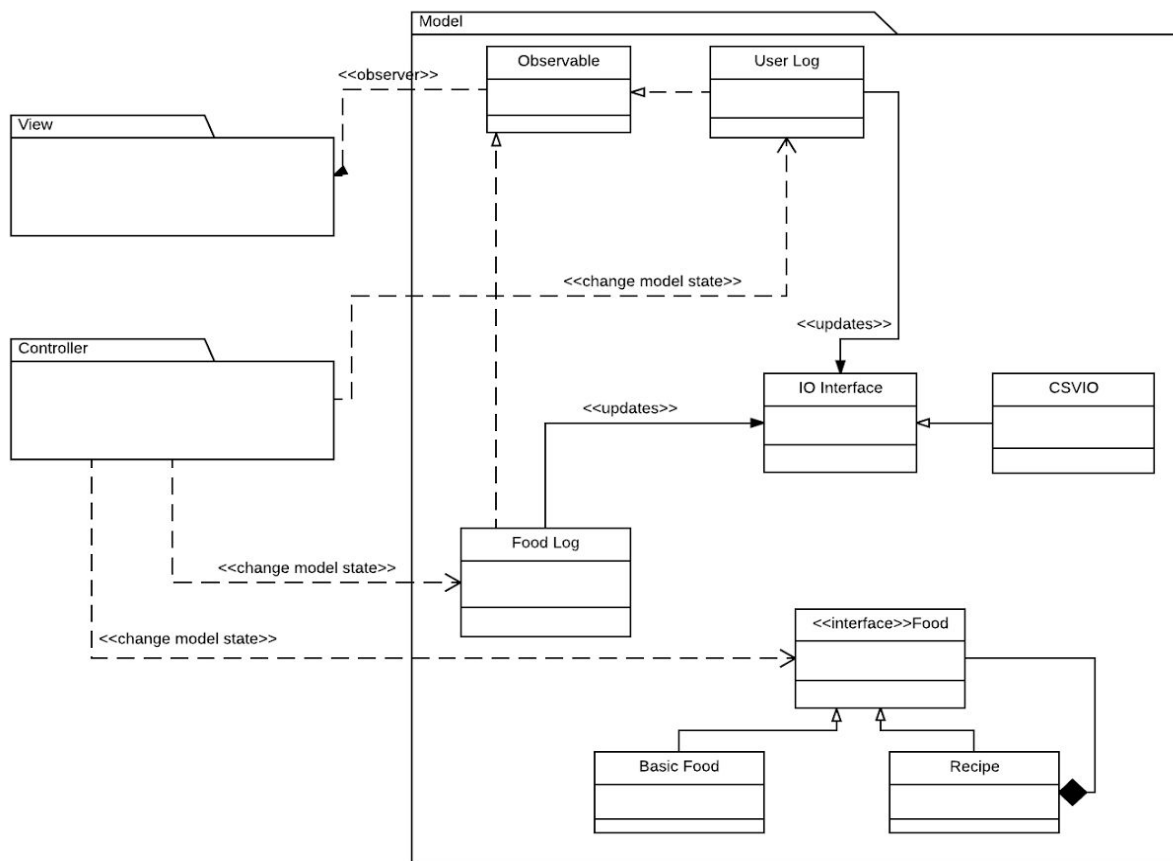 Model
Observable
User Log
<<observer>>
View
<<change model state>>
<<updates>>
Controller
IO Interface
CSVIO
<<updates>>
Food Log
<<change model state>>
<<interface>>Food
<<change model state>>
Basic Food
Recipe